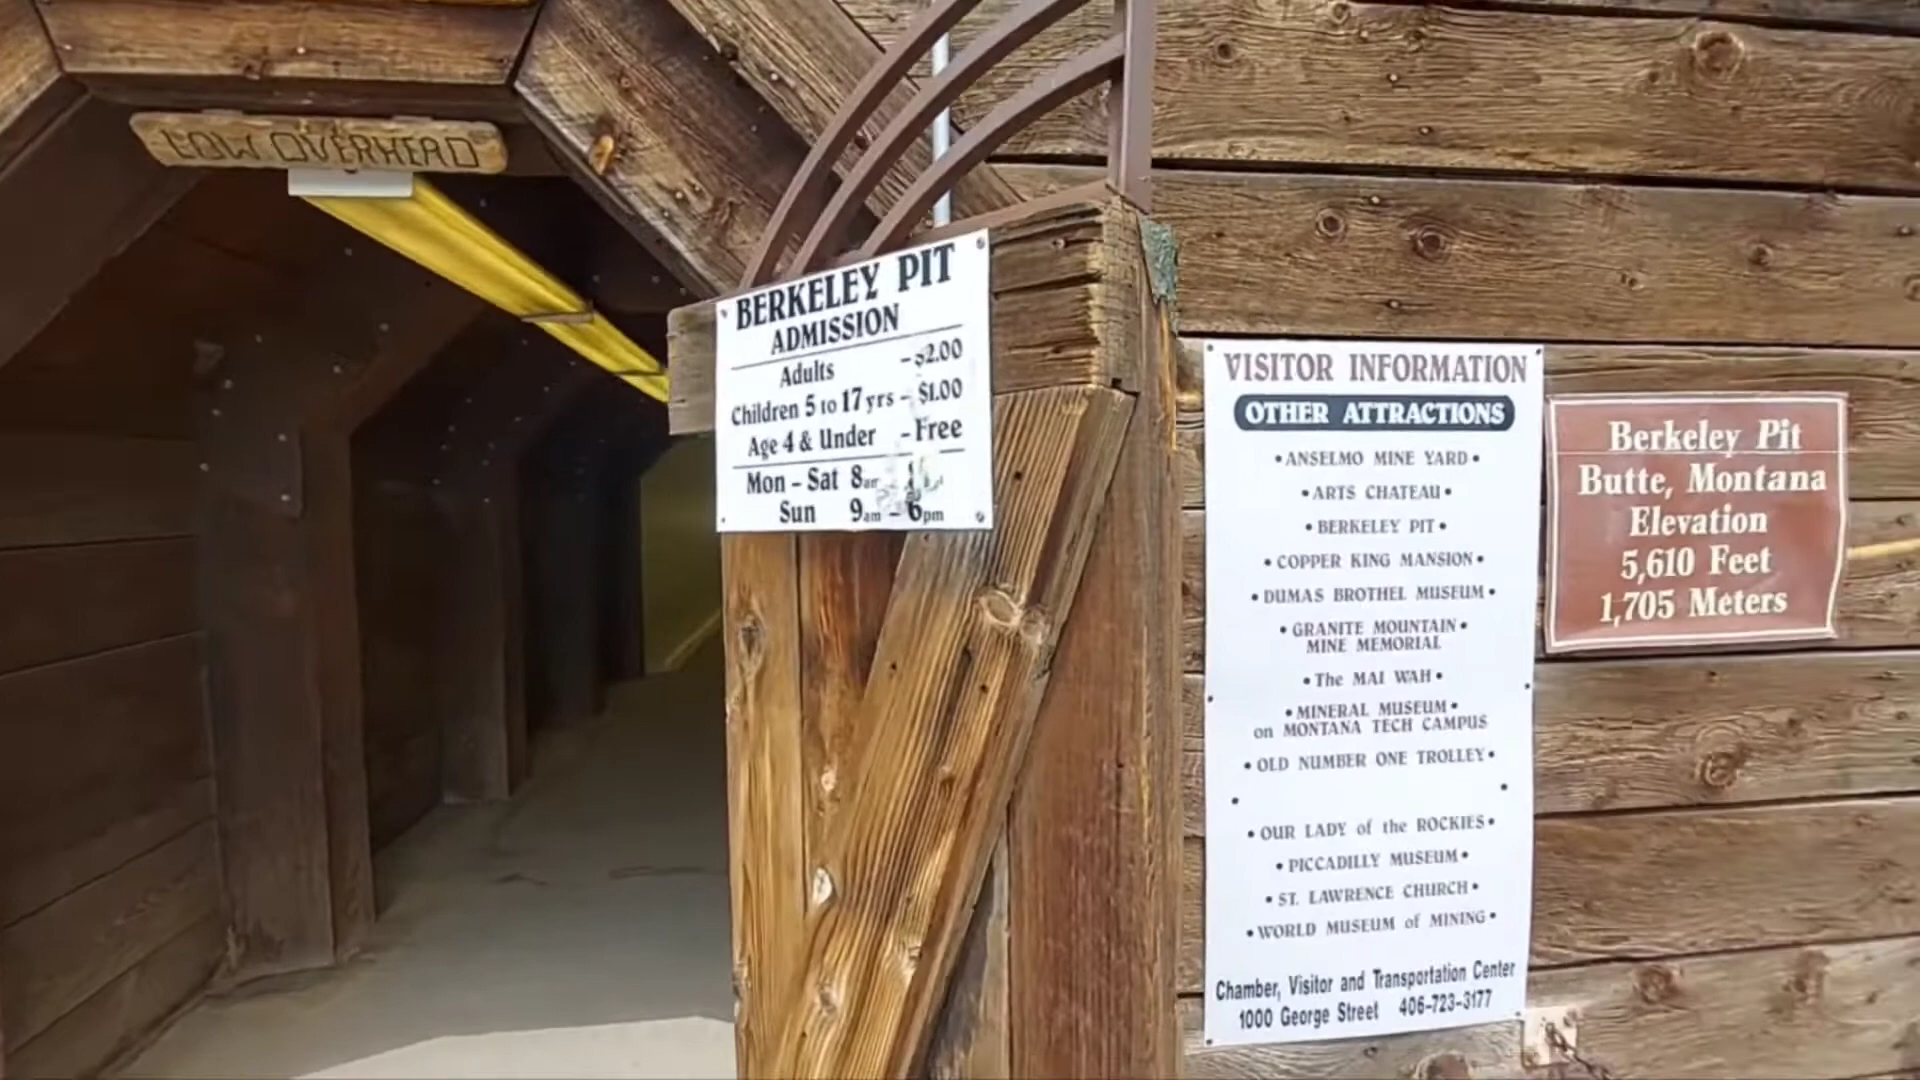 LOW OVERHEAD
BERKELEY PIT
ADMISSION
Adults - $2.00
Children 5 to 17 yrs - $1.00
Age 4 & Under - Free
Mon - Sat 8am
Sun 9am - 6pm
VISITOR INFORMATION
OTHER ATTRACTIONS
• ANSELMO MINE YARD •
• ARTS CHATEAU •
• BERKELEY PIT •
• COPPER KING MANSION •
• DUMAS BROTHEL MUSEUM •
• GRANITE MOUNTAIN •
MINE MEMORIAL
• The MAI WAH •
• MINERAL MUSEUM •
on MONTANA TECH CAMPUS
• OLD NUMBER ONE TROLLEY •
• OUR LADY of the ROCKIES •
• PICCADILLY MUSEUM •
• ST. LAWRENCE CHURCH •
• WORLD MUSEUM of MINING •
Chamber, Visitor and Transportation Center
1000 George Street 406-723-3177
Berkeley Pit
Butte, Montana
Elevation
5,610 Feet
1,705 Meters